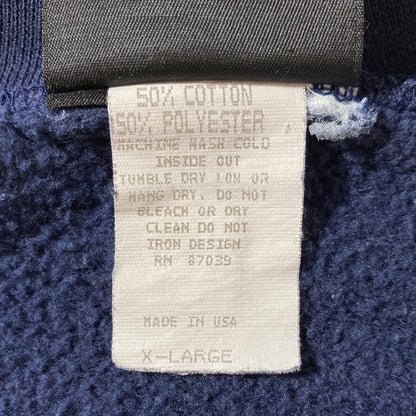 50% COTTON
50% POLYESTER
MACHINE WASH COLD
INSIDE OUT
TUMBLE DRY LOW OR
HANG DRY, DO NOT
BLEACH OR DRY
CLEAN DO NOT
IRON DESIGN
RN 87039
MADE IN USA
X-LARGE